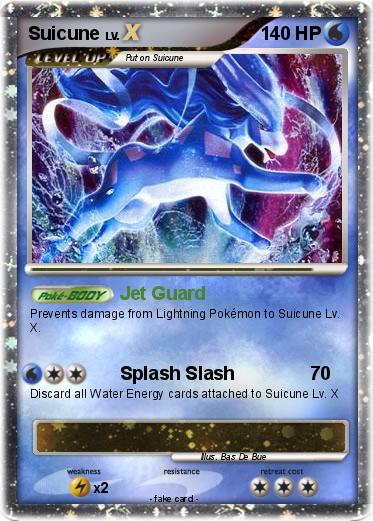 Suicune LV. X 140 HP
LEVEL-UP Put on Suicune
Poké-BODY Jet Guard
Prevents damage from Lightning Pokémon to Suicune Lv.
X.
Splash Slash 70
Discard all Water Energy cards attached to Suicune Lv. X
Illus. Bas De Bue
weakness resistance retreat cost
x2
- fake card -